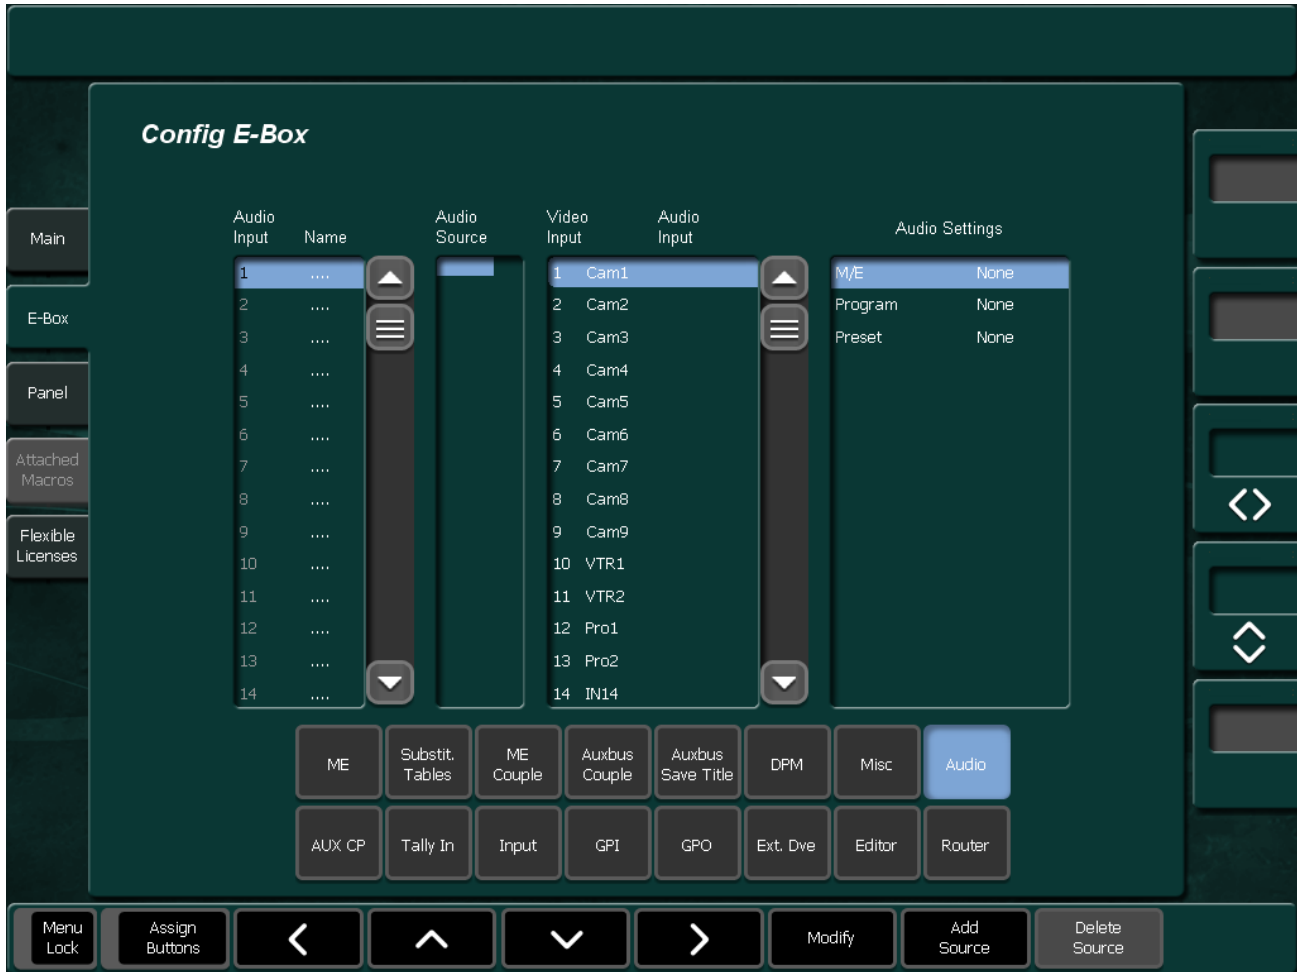 Config E-Box
Audio Input
Name
Audio Source
Video Input
Audio Input
Audio Settings
1 ....
2 ....
3 ....
4 ....
5 ....
6 ....
7 ....
8 ....
9 ....
10 ....
11 ....
12 ....
13 ....
14 ....
1 Cam1
2 Cam2
3 Cam3
4 Cam4
5 Cam5
6 Cam6
7 Cam7
8 Cam8
9 Cam9
10 VTR1
11 VTR2
12 Pro1
13 Pro2
14 IN14
M/E None
Program None
Preset None
Main
E-Box
Panel
Attached
Macros
Flexible
Licenses
ME
Substit.
Tables
ME
Couple
Auxbus
Couple
Auxbus
Save Title
DPM
Misc
Audio
AUX CP
Tally In
Input
GPI
GPO
Ext. Dve
Editor
Router
Menu
Lock
Assign
Buttons
Modify
Add
Source
Delete
Source